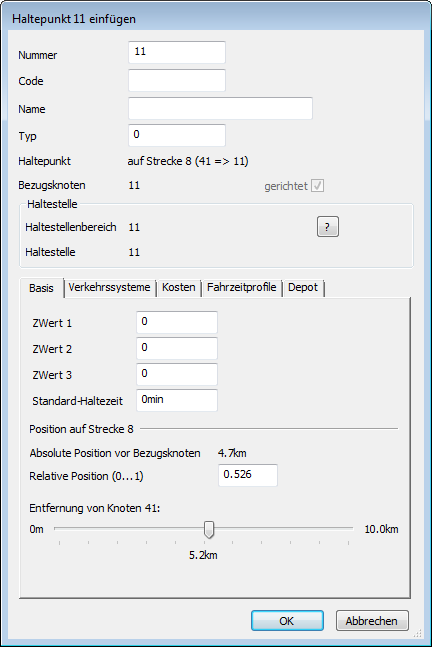 Haltepunkt 11 einfügen
Nummer 11
Code
Name
Typ 0
Haltepunkt auf Strecke 8 (41 => 11)
Bezugsknoten 11 gerichtet
Haltestelle
Haltestellenbereich 11 ?
Haltestelle 11
Basis Verkehrssysteme Kosten Fahrzeitprofile Depot
ZWert 1 0
ZWert 2 0
ZWert 3 0
Standard-Haltezeit 0min
Position auf Strecke 8
Absolute Position vor Bezugsknoten 4.7km
Relative Position (0...1) 0.526
Entfernung von Knoten 41:
0m 10.0km
5.2km
OK Abbrechen